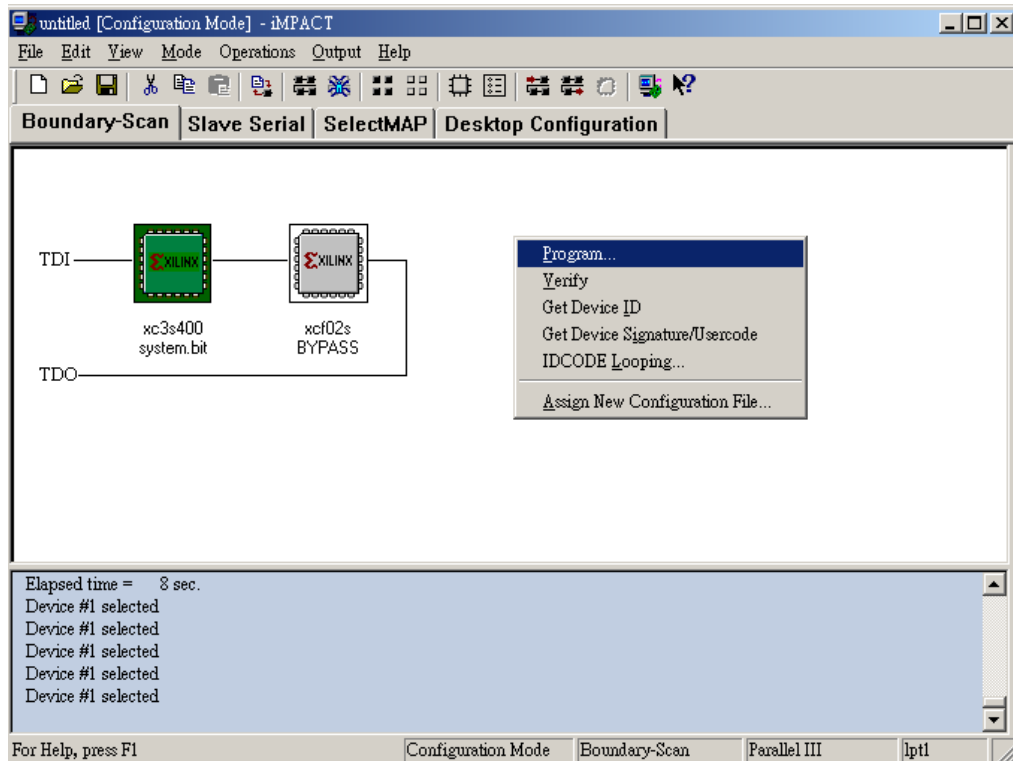 untitled [Configuration Mode] - iMPACT
File Edit View Mode Operations Output Help
Boundary-Scan Slave Serial SelectMAP Desktop Configuration
TDI
XILINX XILINX
xc3s400 xcf02s
system.bit BYPASS
TDO
Program...
Verify
Get Device ID
Get Device Signature/Usercode
IDCODE Looping...
Assign New Configuration File...
Elapsed time = 8 sec.
Device #1 selected
Device #1 selected
Device #1 selected
Device #1 selected
Device #1 selected
For Help, press F1 Configuration Mode Boundary-Scan Parallel III lpt1